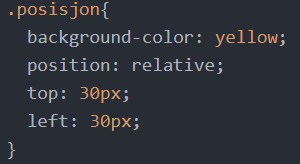 .posisjon{
background-color: yellow;
position: relative;
top: 30px;
left: 30px;
}